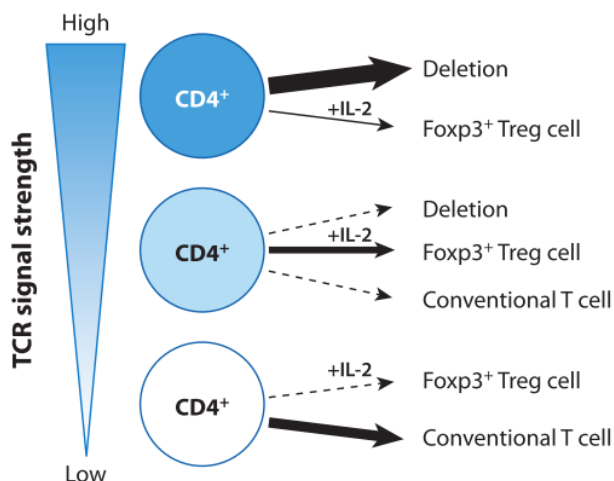 High
TCR signal strength
Low
CD4⁺
Deletion
+IL-2
Foxp3⁺ Treg cell
CD4⁺
Deletion
+IL-2
Foxp3⁺ Treg cell
Conventional T cell
CD4⁺
+IL-2
Foxp3⁺ Treg cell
Conventional T cell